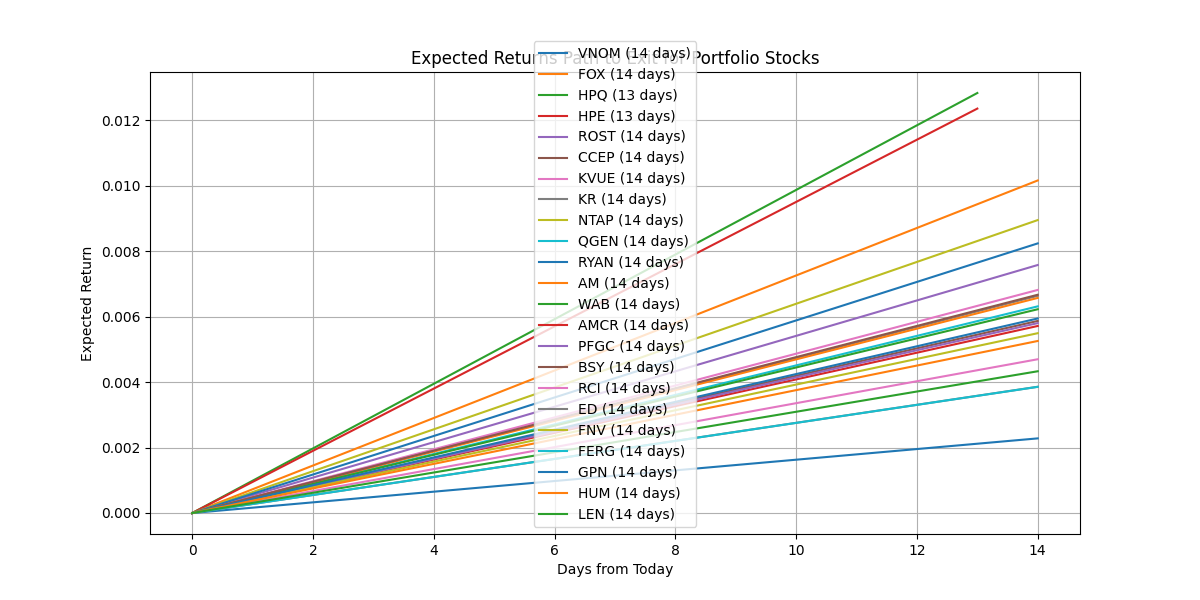 Expected Returns Path to Exit for Portfolio Stocks
VNOM (14 days)
FOX (14 days)
HPQ (13 days)
HPE (13 days)
ROST (14 days)
CCEP (14 days)
KVUE (14 days)
KR (14 days)
NTAP (14 days)
QGEN (14 days)
RYAN (14 days)
AM (14 days)
WAB (14 days)
AMCR (14 days)
PFGC (14 days)
BSY (14 days)
RCI (14 days)
ED (14 days)
FNV (14 days)
FERG (14 days)
GPN (14 days)
HUM (14 days)
LEN (14 days)
Expected Return
0.012
0.010
0.008
0.006
0.004
0.002
0.000
0 2 4 6 8 10 12 14
Days from Today